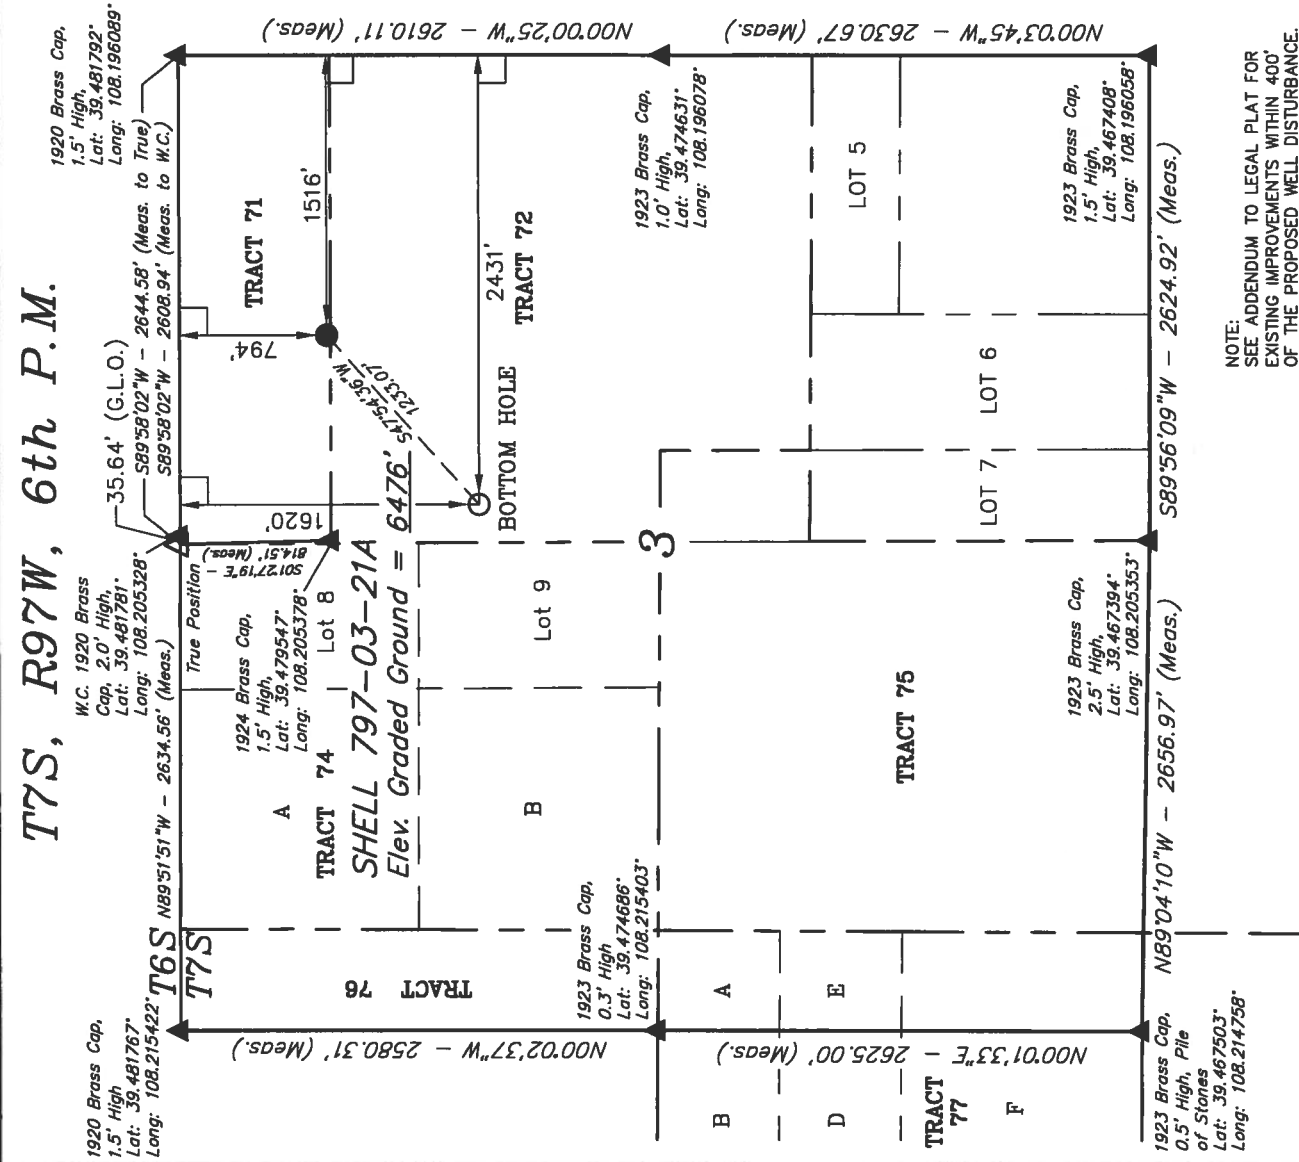 T7S, R97W, 6th P.M.
1920 Brass Cap,
1.5' High
Lat: 39.481767°
Long: 108.215422°
T6S
T7S
N89°51'51"W - 2634.56' (Meas.)
W.C. 1920 Brass
Cap, 2.0' High,
Lat: 39.481781°
Long: 108.205328°
True Position
35.64' (G.L.O.)
S89°58'02"W - 2644.58' (Meas. to True)
S89°58'02"W - 2608.94' (Meas. to W.C.)
1920 Brass Cap,
1.5' High,
Lat: 39.481792°
Long: 108.196089°
N00°02'37"W - 2580.31' (Meas.)
TRACT 76
A
TRACT 74
1924 Brass Cap,
1.5' High,
Lat: 39.479547°
Long: 108.205378°
Lot 8
S01°27'19"E -
814.51' (Meas.)
1620'
794'
TRACT 71
1516'
N00°00'25"W - 2610.11' (Meas.)
SHELL 797-03-21A
Elev. Graded Ground = 6476'
S47°54'36"W
1233.07'
2431'
BOTTOM HOLE
TRACT 72
B
Lot 9
1923 Brass Cap,
0.3' High
Lat: 39.474686°
Long: 108.215403°
3
1923 Brass Cap,
1.0' High,
Lat: 39.474631°
Long: 108.196078°
N00°01'33"E - 2625.00' (Meas.)
B
A
D
E
TRACT
77
F
TRACT 75
LOT 7
LOT 6
LOT 5
N00°03'45"W - 2630.67' (Meas.)
1923 Brass Cap,
2.5' High,
Lat: 39.467394°
Long: 108.205353°
1923 Brass Cap,
1.5' High,
Lat: 39.467408°
Long: 108.196058°
1923 Brass Cap,
0.5' High, Pile
of Stones
Lat: 39.467503°
Long: 108.214758°
N89°04'10"W - 2656.97' (Meas.)
S89°56'09"W - 2624.92' (Meas.)
NOTE:
SEE ADDENDUM TO LEGAL PLAT FOR
EXISTING IMPROVEMENTS WITHIN 400'
OF THE PROPOSED WELL DISTURBANCE.